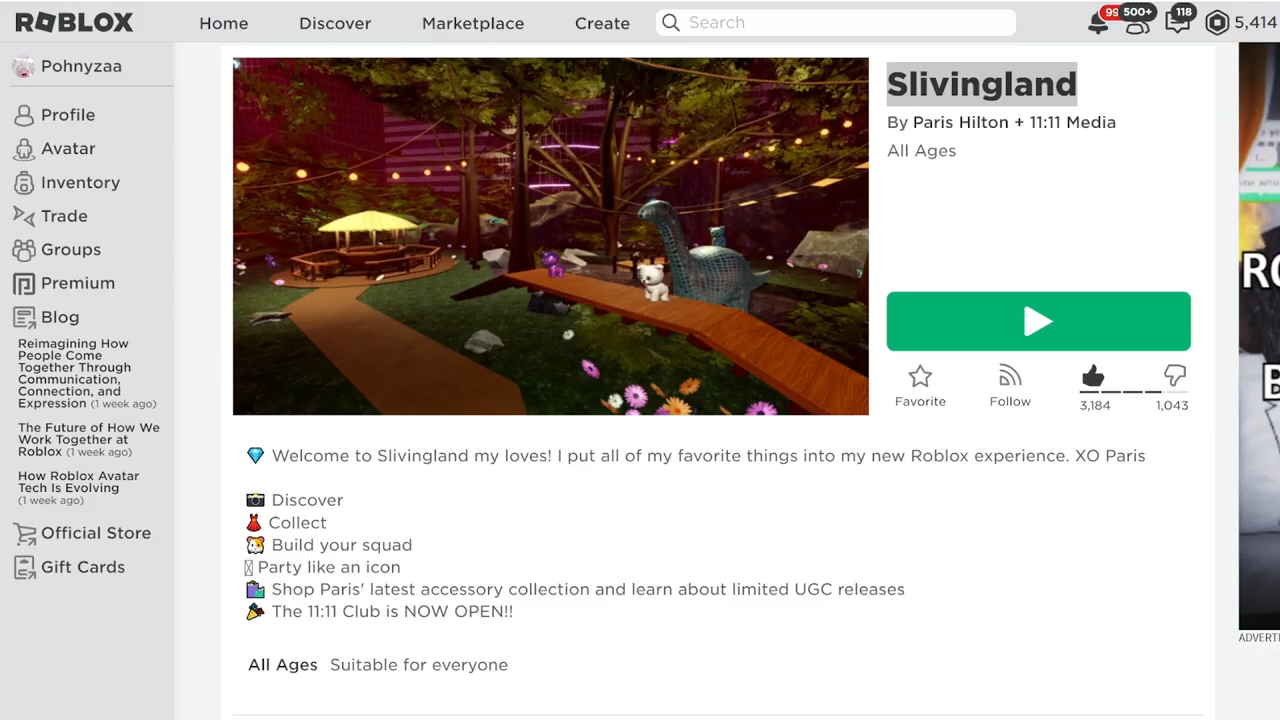 ROBLOX
Home
Discover
Marketplace
Create
Search
99
500+
118
5,414
Pohnyzaa
Profile
Avatar
Inventory
Trade
Groups
Premium
Blog
Reimagining How
People Come
Together Through
Communication,
Connection, and
Expression (1 week ago)
The Future of How We
Work Together at
Roblox (1 week ago)
How Roblox Avatar
Tech Is Evolving
(1 week ago)
Official Store
Gift Cards
Slivingland
By Paris Hilton + 11:11 Media
All Ages
Favorite
Follow
3,184
1,043
💎 Welcome to Slivingland my loves! I put all of my favorite things into my new Roblox experience. XO Paris
📷 Discover
👗 Collect
🐹 Build your squad
Party like an icon
🛍️ Shop Paris' latest accessory collection and learn about limited UGC releases
🎉 The 11:11 Club is NOW OPEN!!
All Ages Suitable for everyone
RO
B
ADVERTI